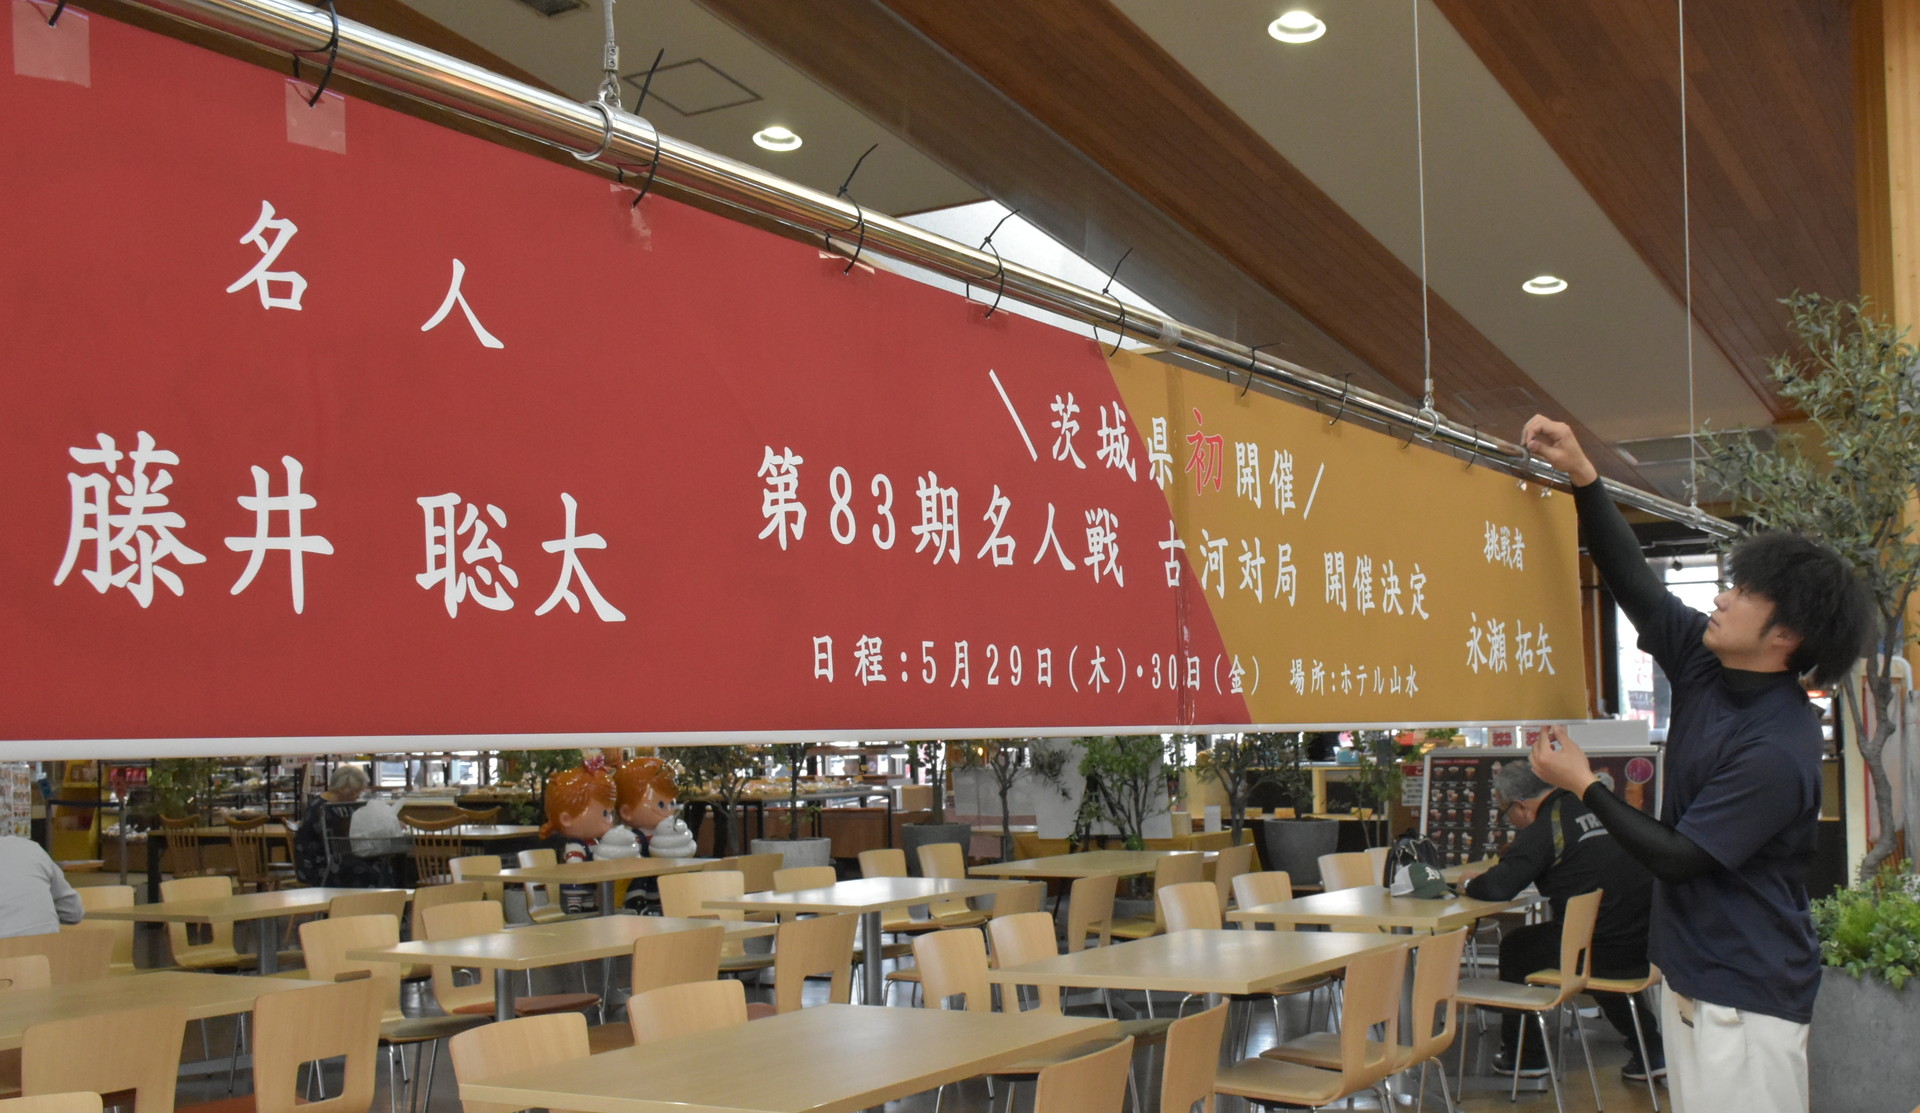 名人
藤井 聡太
\茨城県初開催/
第83期名人戦 古河対局 開催決定
日程:5月29日(木)・30日(金) 場所:ホテル山水
挑戦者
永瀬 拓矢